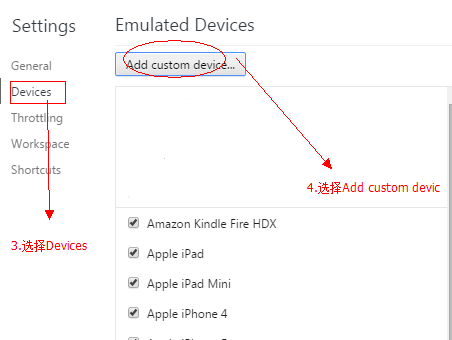 Settings
General
Devices
Throttling
Workspace
Shortcuts
3.选择Devices
Emulated Devices
Add custom device...
4.选择Add custom devic
Amazon Kindle Fire HDX
Apple iPad
Apple iPad Mini
Apple iPhone 4